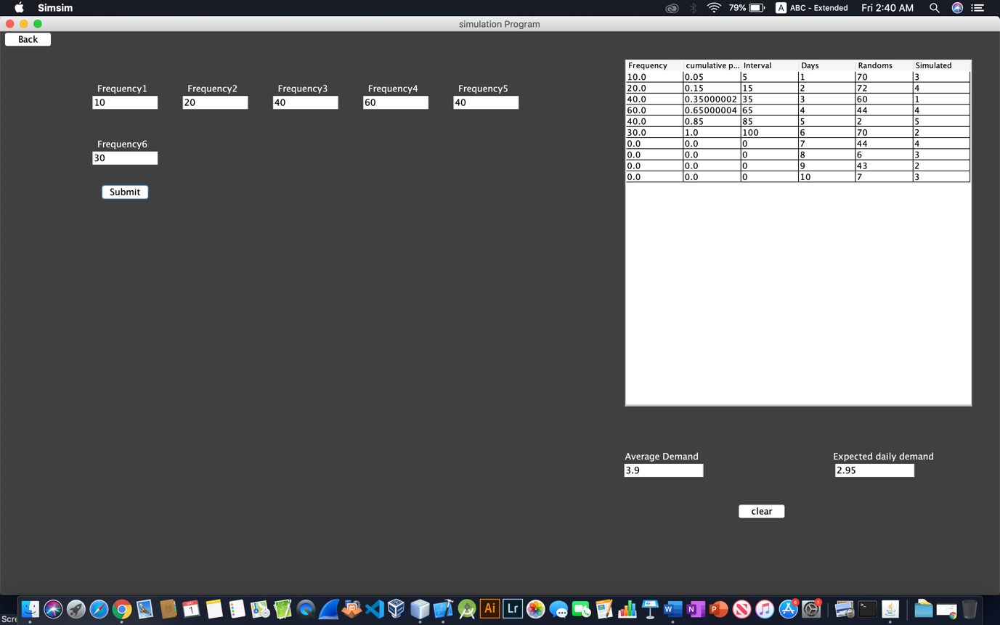 Simsim 79% A ABC - Extended Fri 2:40 AM
simulation Program
Back
Frequency1 Frequency2 Frequency3 Frequency4 Frequency5
10 20 40 60 40
Frequency6
30
Submit
Frequency cumulative p... Interval Days Randoms Simulated
10.0 0.05 5 1 70 3
20.0 0.15 15 2 72 4
40.0 0.35000002 35 3 60 1
60.0 0.65000004 65 4 44 4
40.0 0.85 85 5 2 5
30.0 1.0 100 6 70 2
0.0 0.0 0 7 44 4
0.0 0.0 0 8 6 3
0.0 0.0 0 9 43 2
0.0 0.0 0 10 7 3
Average Demand Expected daily demand
3.9 2.95
clear
1 Ai Lr W N P 6 1
Scre